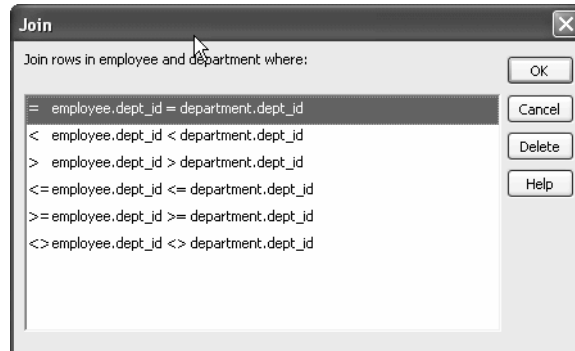 Join
Join rows in employee and department where:
= employee.dept_id = department.dept_id
< employee.dept_id < department.dept_id
> employee.dept_id > department.dept_id
<= employee.dept_id <= department.dept_id
>= employee.dept_id >= department.dept_id
<> employee.dept_id <> department.dept_id
OK
Cancel
Delete
Help